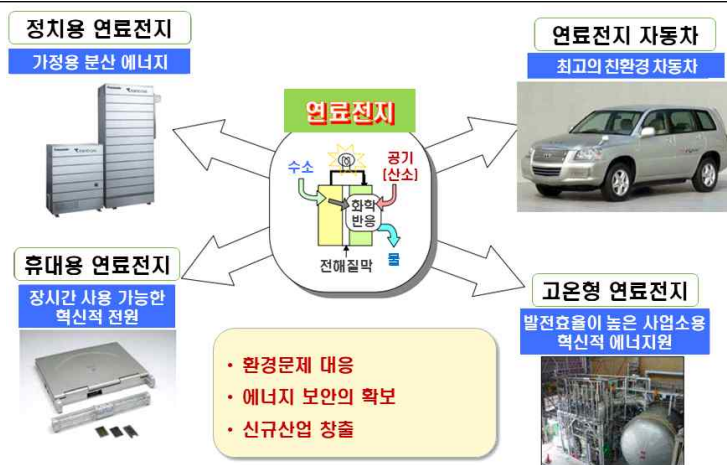 정치용 연료전지
가정용 분산 에너지
연료전지 자동차
최고의 친환경 자동차
연료전지
수소
공기
(산소)
화학
반응
전해질막
물
휴대용 연료전지
장시간 사용 가능한
혁신적 전원
고온형 연료전지
발전효율이 높은 사업소용
혁신적 에너지원
• 환경문제 대응
• 에너지 보안의 확보
• 신규산업 창출